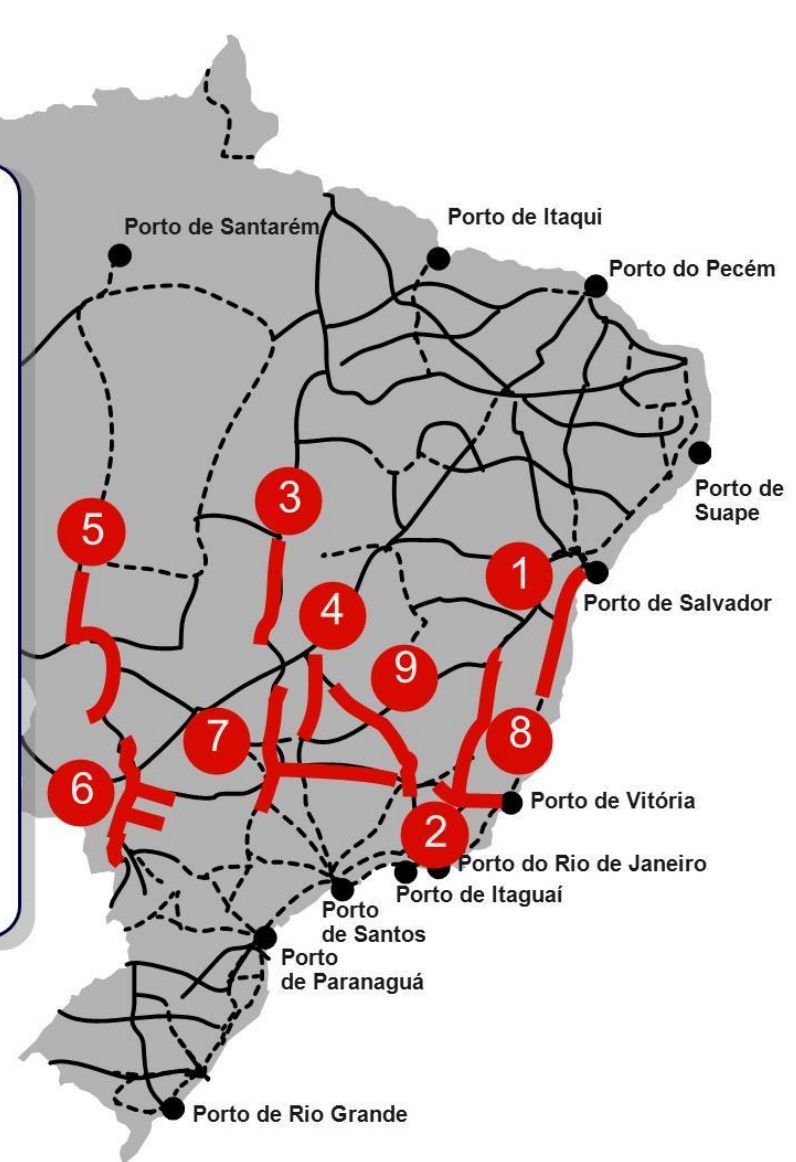 Porto de Santarém
Porto de Itaqui
Porto do Pecém
3
5
Porto de
Suape
1
4
Porto de Salvador
9
7
8
6
Porto de Vitória
2
Porto do Rio de Janeiro
Porto de Itaguaí
Porto
de Santos
Porto
de Paranaguá
Porto de Rio Grande